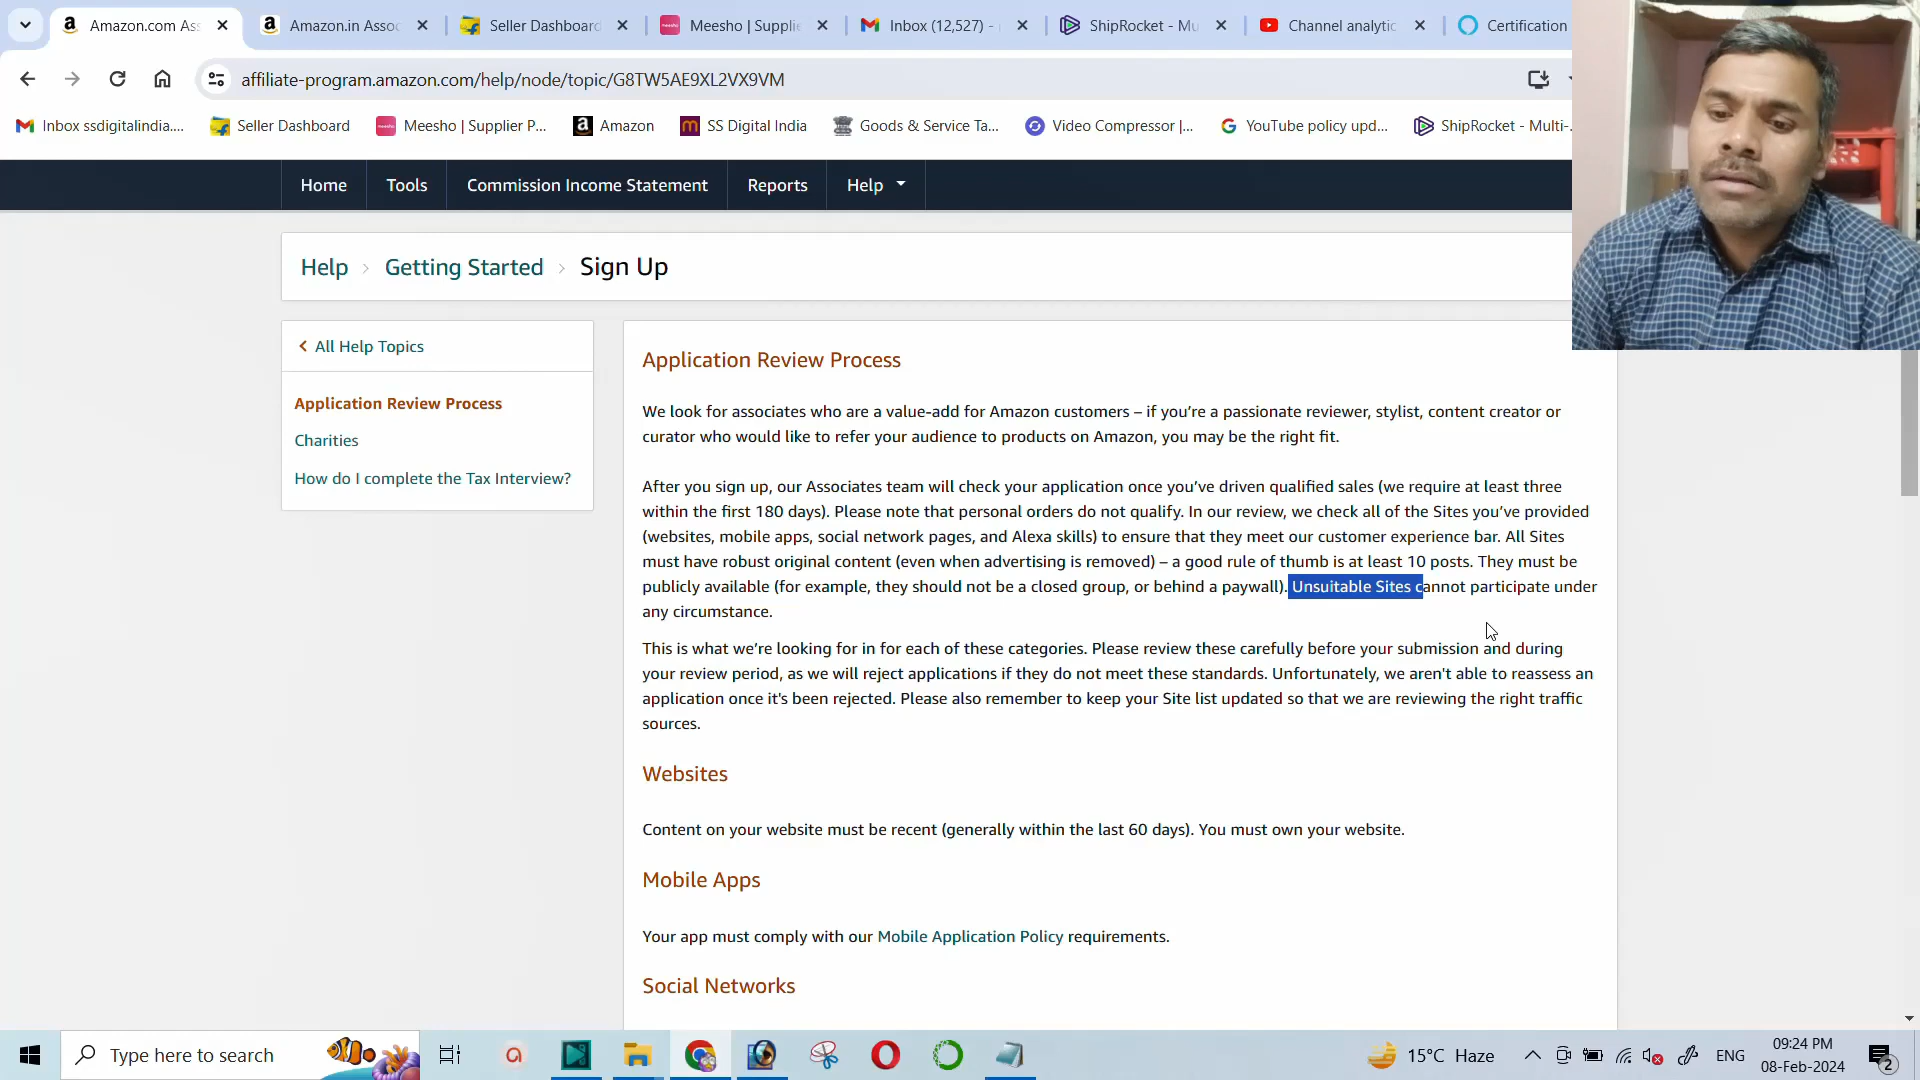 Amazon.com Ass
Amazon.in Assoc
Seller Dashboard
Meesho | Supplie
Inbox (12,527) -
ShipRocket - Mu
Channel analytic
Certification
affiliate-program.amazon.com/help/node/topic/G8TW5AE9XL2VX9VM
Inbox ssdigitalindia....
Seller Dashboard
Meesho | Supplier P...
Amazon
SS Digital India
Goods & Service Ta...
Video Compressor |...
YouTube policy upd...
ShipRocket - Multi-..
Home
Tools
Commission Income Statement
Reports
Help
Help › Getting Started › Sign Up
All Help Topics
Application Review Process
Charities
How do I complete the Tax Interview?
Application Review Process
We look for associates who are a value-add for Amazon customers – if you’re a passionate reviewer, stylist, content creator or
curator who would like to refer your audience to products on Amazon, you may be the right fit.
After you sign up, our Associates team will check your application once you’ve driven qualified sales (we require at least three
within the first 180 days). Please note that personal orders do not qualify. In our review, we check all of the Sites you’ve provided
(websites, mobile apps, social network pages, and Alexa skills) to ensure that they meet our customer experience bar. All Sites
must have robust original content (even when advertising is removed) – a good rule of thumb is at least 10 posts. They must be
publicly available (for example, they should not be a closed group, or behind a paywall). Unsuitable Sites cannot participate under
any circumstance.
This is what we’re looking for in for each of these categories. Please review these carefully before your submission and during
your review period, as we will reject applications if they do not meet these standards. Unfortunately, we aren't able to reassess an
application once it's been rejected. Please also remember to keep your Site list updated so that we are reviewing the right traffic
sources.
Websites
Content on your website must be recent (generally within the last 60 days). You must own your website.
Mobile Apps
Your app must comply with our Mobile Application Policy requirements.
Social Networks
Type here to search
15°C Haze
ENG
09:24 PM
08-Feb-2024
2